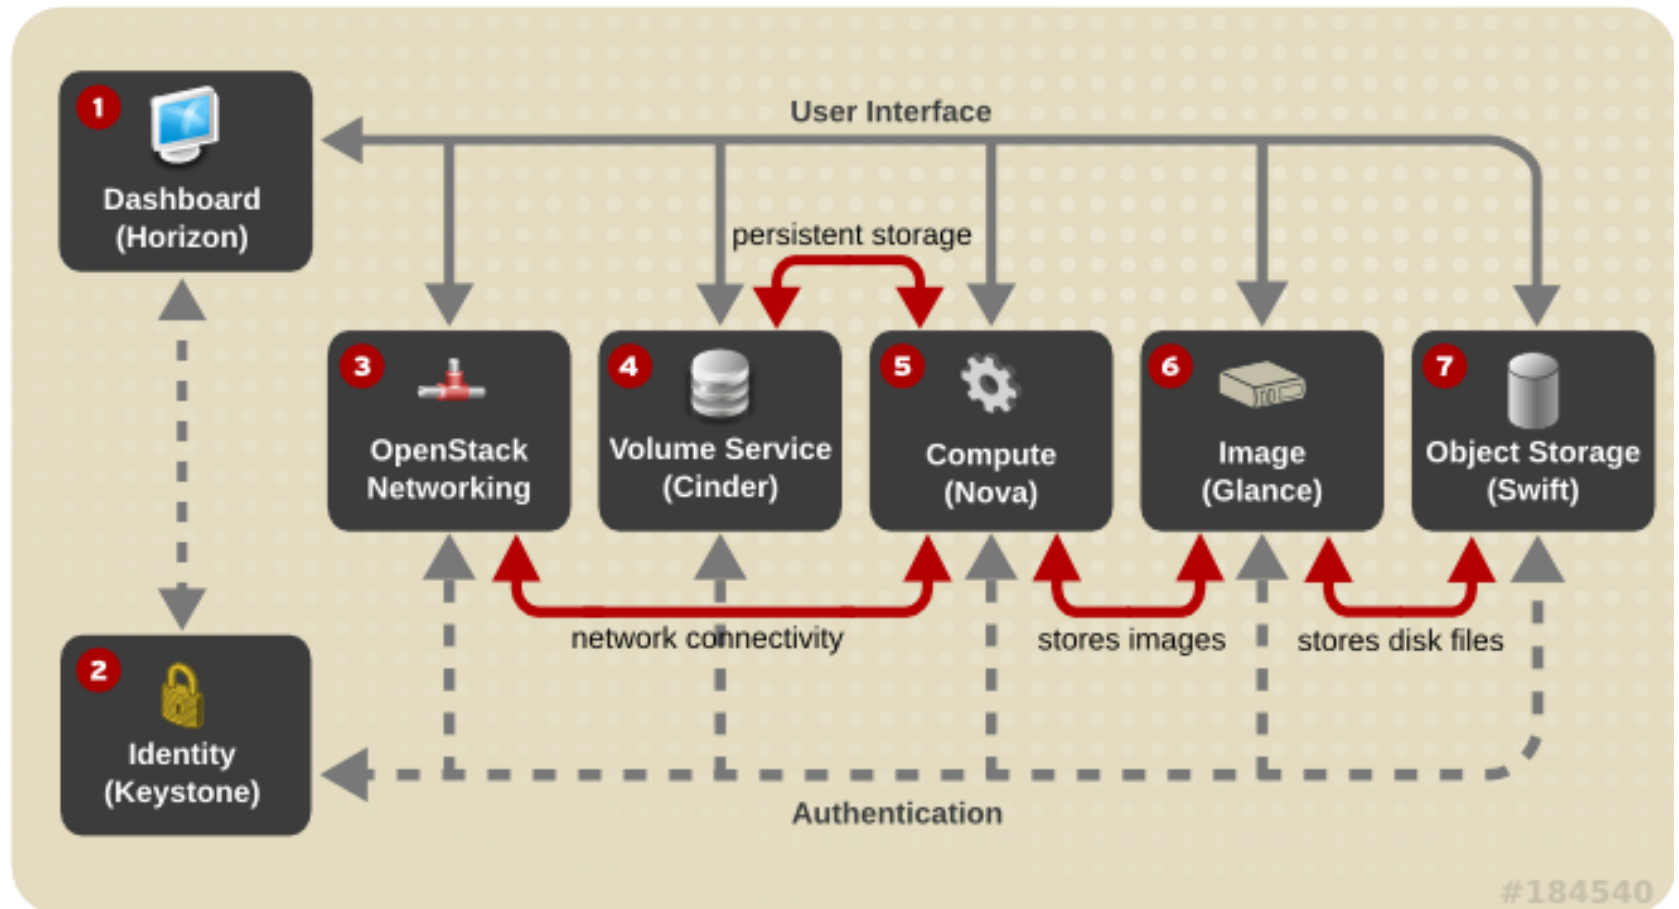 1
Dashboard
(Horizon)
User Interface
persistent storage
3
OpenStack
Networking
4
Volume Service
(Cinder)
5
Compute
(Nova)
6
Image
(Glance)
7
Object Storage
(Swift)
network connectivity
stores images
stores disk files
2
Identity
(Keystone)
Authentication
#184540